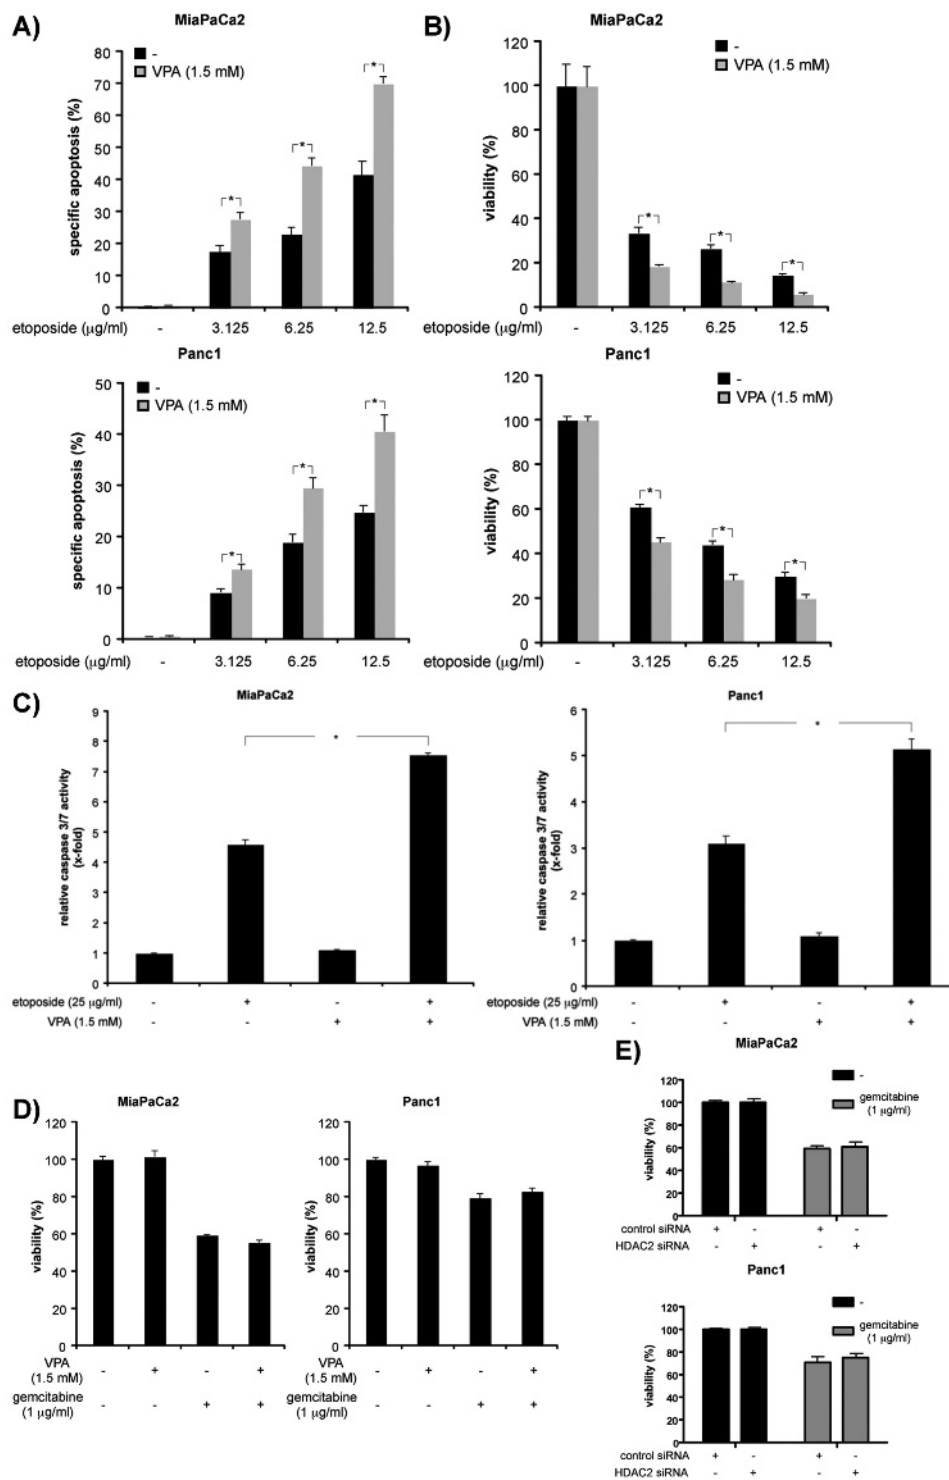 A)
MiaPaCa2
-
VPA (1.5 mM)
specific apoptosis (%)
80
70
60
50
40
30
20
10
0
* * *
etoposide (μg/ml) - 3.125 6.25 12.5
Panc1
-
VPA (1.5 mM)
specific apoptosis (%)
50
40
30
20
10
0
* * *
etoposide (μg/ml) - 3.125 6.25 12.5
B)
MiaPaCa2
-
VPA (1.5 mM)
viability (%)
120
100
80
60
40
20
0
* * *
- 3.125 6.25 12.5
Panc1
-
VPA (1.5 mM)
viability (%)
120
100
80
60
40
20
0
* * *
- 3.125 6.25 12.5
C)
MiaPaCa2
relative caspase 3/7 activity
(x-fold)
9
8
7
6
5
4
3
2
1
0
*
etoposide (25 μg/ml) - + - +
VPA (1.5 mM) - - + +
Panc1
relative caspase 3/7 activity
(x-fold)
6
5
4
3
2
1
0
*
etoposide (25 μg/ml) - + - +
VPA (1.5 mM) - - + +
D)
MiaPaCa2
viability (%)
120
100
80
60
40
20
0
VPA
(1.5 mM) - + - +
gemcitabine
(1 μg/ml) - - + +
Panc1
viability (%)
120
100
80
60
40
20
0
VPA
(1.5 mM) - + - +
gemcitabine
(1 μg/ml) - - + +
E)
MiaPaCa2
-
gemcitabine
(1 μg/ml)
viability (%)
120
100
80
60
40
20
0
control siRNA + - + -
HDAC2 siRNA - + - +
Panc1
-
gemcitabine
(1 μg/ml)
viability (%)
120
100
80
60
40
20
0
control siRNA + - + -
HDAC2 siRNA - + - +